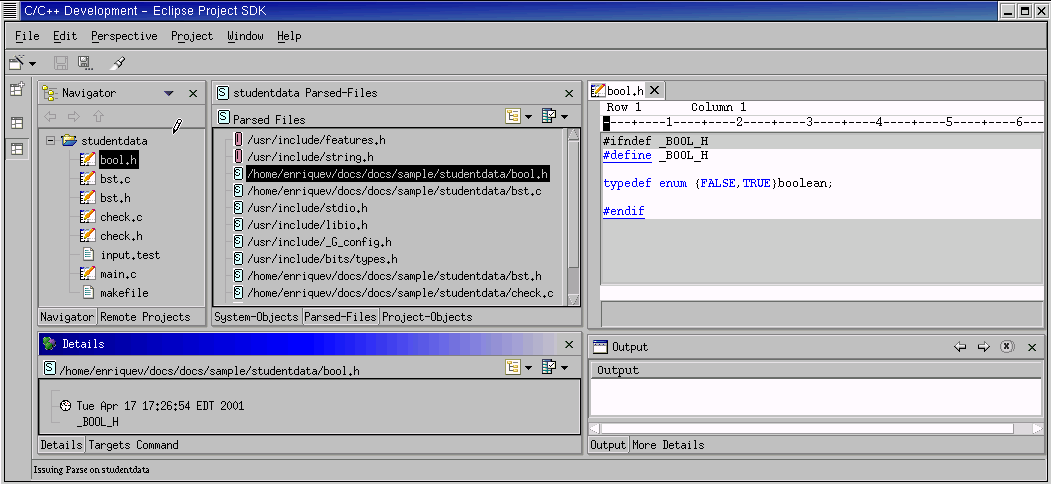 C/C++ Development - Eclipse Project SDK
File Edit Perspective Project Window Help
Navigator
studentdata
bool.h
bst.c
bst.h
check.c
check.h
input.test
main.c
makefile
Navigator Remote Projects
studentdata Parsed-Files
Parsed Files
/usr/include/features.h
/usr/include/string.h
/home/enriquev/docs/docs/sample/studentdata/bool.h
/home/enriquev/docs/docs/sample/studentdata/bst.c
/usr/include/stdio.h
/usr/include/libio.h
/usr/include/_G_config.h
/usr/include/bits/types.h
/home/enriquev/docs/docs/sample/studentdata/bst.h
/home/enriquev/docs/docs/sample/studentdata/check.c
System-Objects Parsed-Files Project-Objects
bool.h
Row 1 Column 1
----+----1----+----2----+----3----+----4----+----5----+----6---
#ifndef _BOOL_H
#define _BOOL_H
typedef enum {FALSE,TRUE}boolean;
#endif
Details
/home/enriquev/docs/docs/sample/studentdata/bool.h
Tue Apr 17 17:26:54 EDT 2001
_BOOL_H
Details Targets Command
Output
Output
Output More Details
Issuing Parse on studentdata